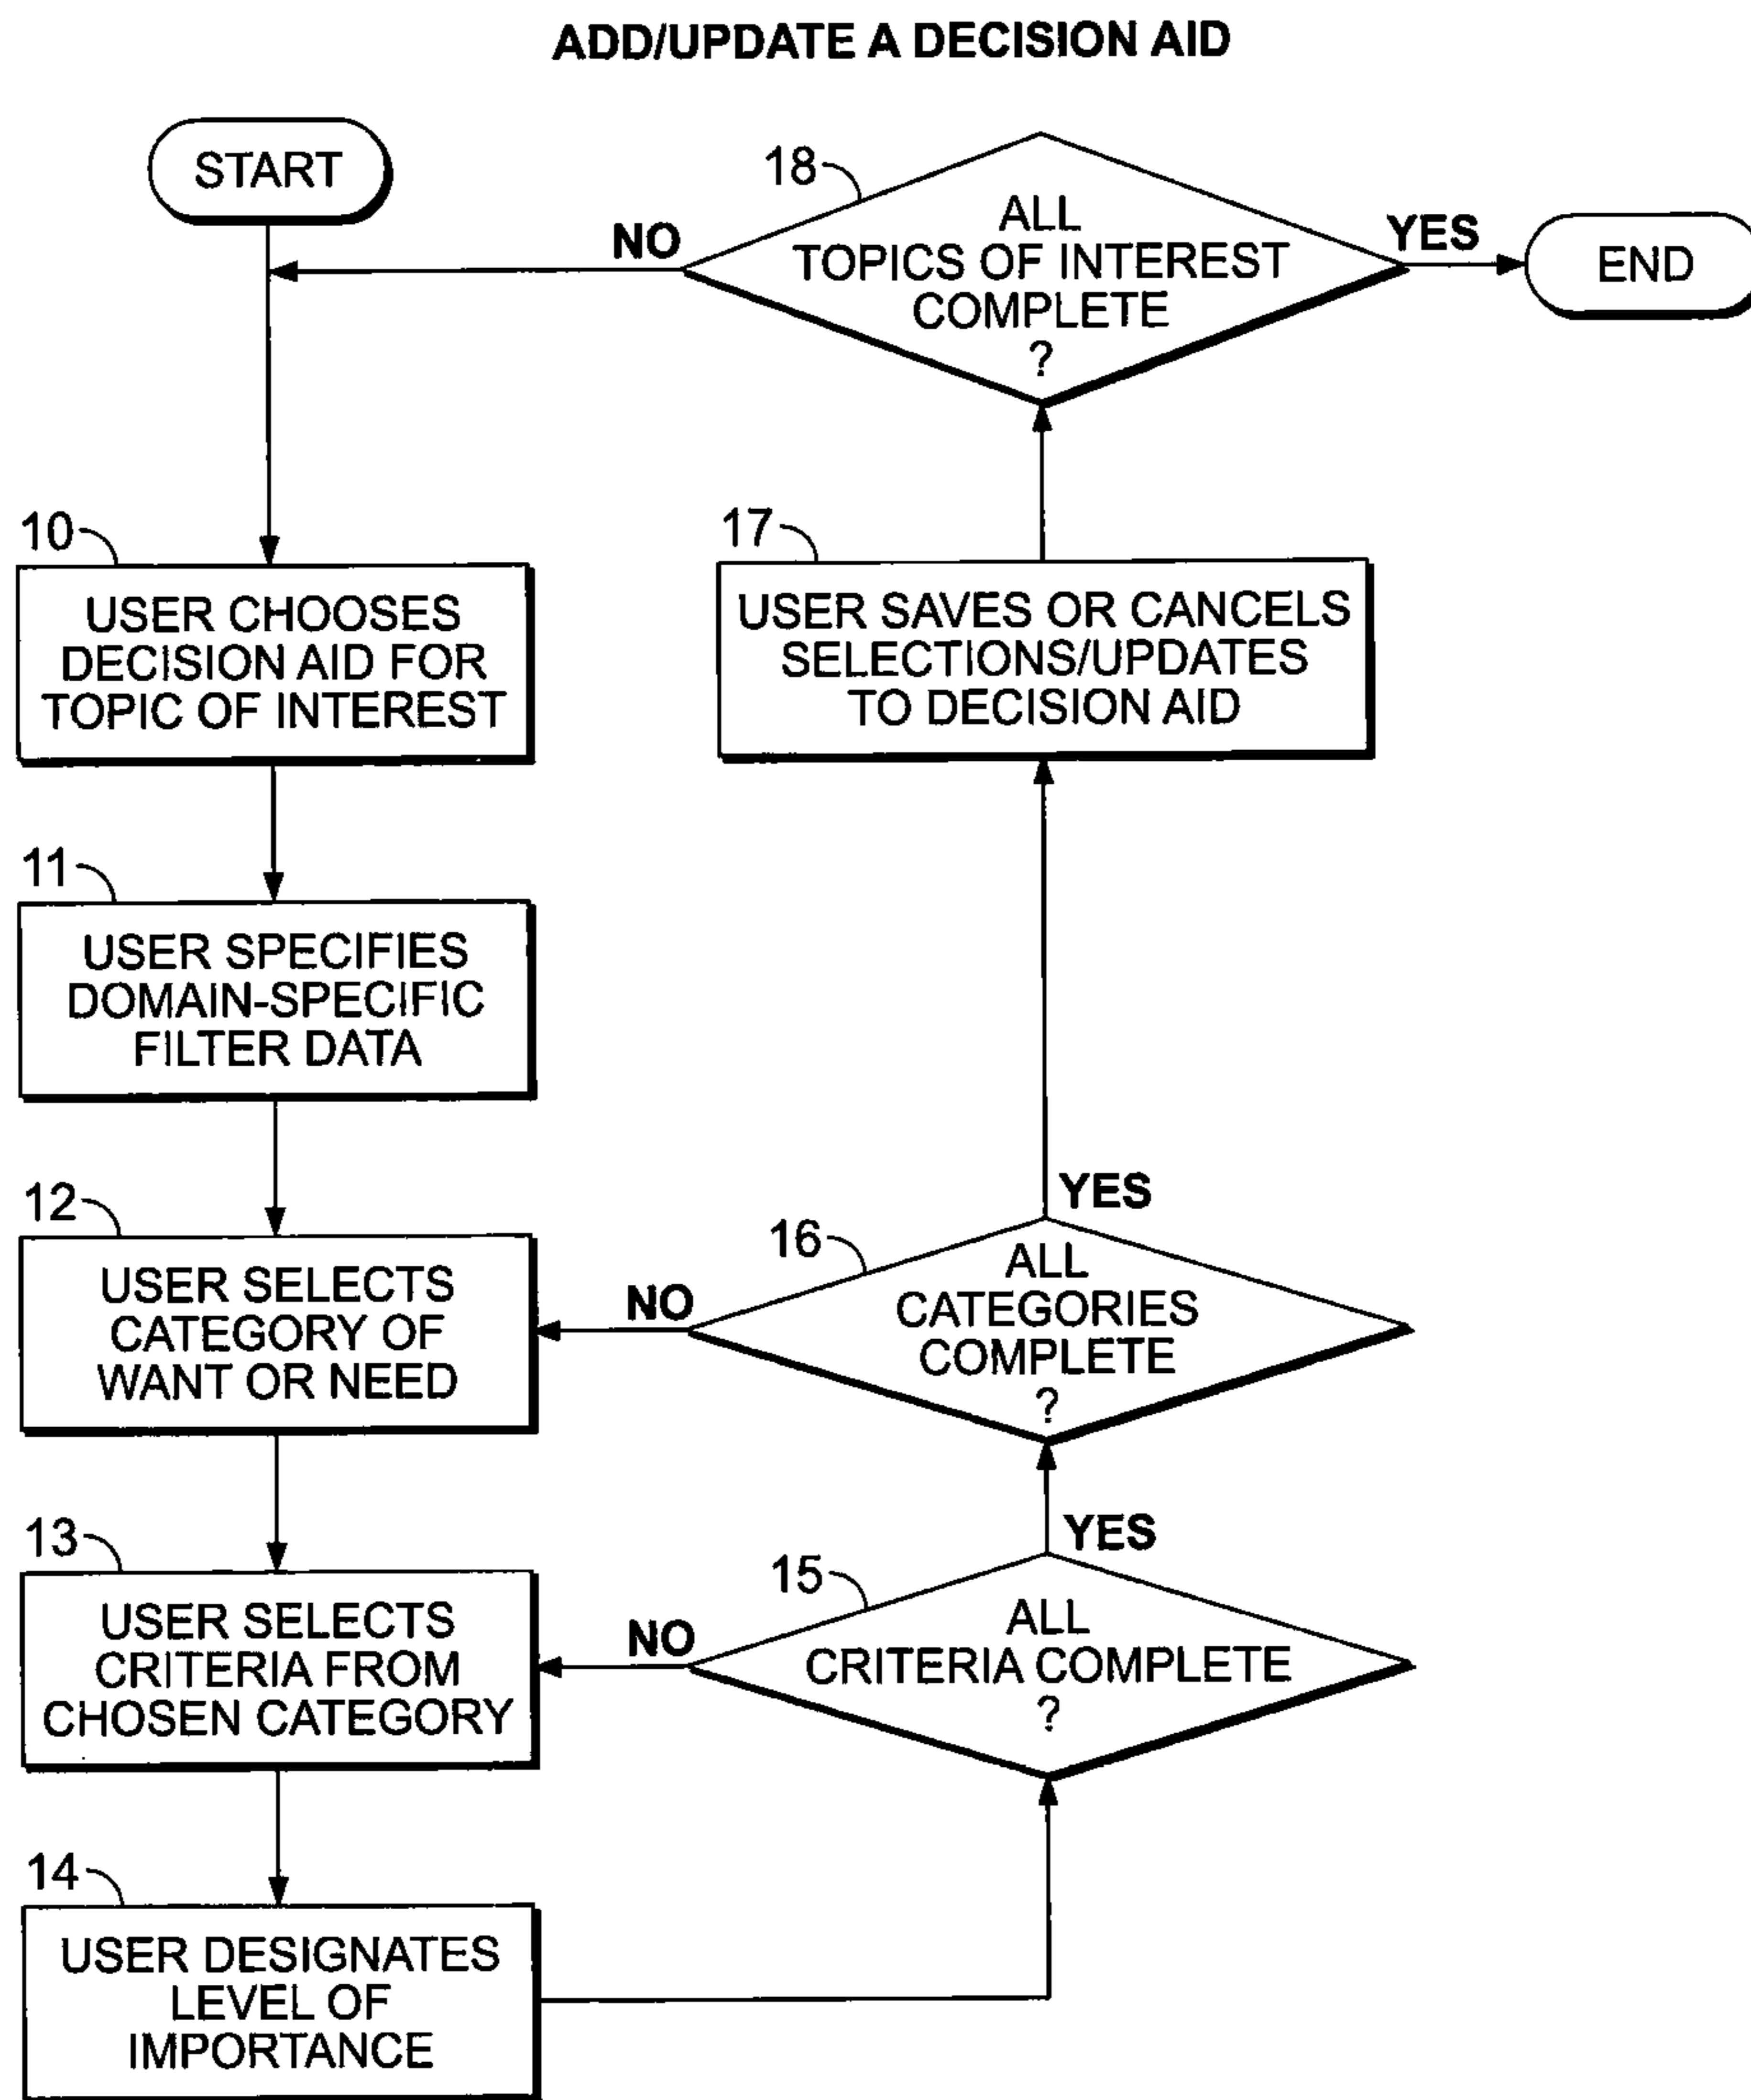 ADD/UPDATE A DECISION AID
START
18
ALL
TOPICS OF INTEREST
COMPLETE
?
NO
YES
END
10
USER CHOOSES
DECISION AID FOR
TOPIC OF INTEREST
17
USER SAVES OR CANCELS
SELECTIONS/UPDATES
TO DECISION AID
11
USER SPECIFIES
DOMAIN-SPECIFIC
FILTER DATA
12
USER SELECTS
CATEGORY OF
WANT OR NEED
YES
16
ALL
CATEGORIES
COMPLETE
?
NO
13
USER SELECTS
CRITERIA FROM
CHOSEN CATEGORY
YES
15
ALL
CRITERIA COMPLETE
?
NO
14
USER DESIGNATES
LEVEL OF
IMPORTANCE